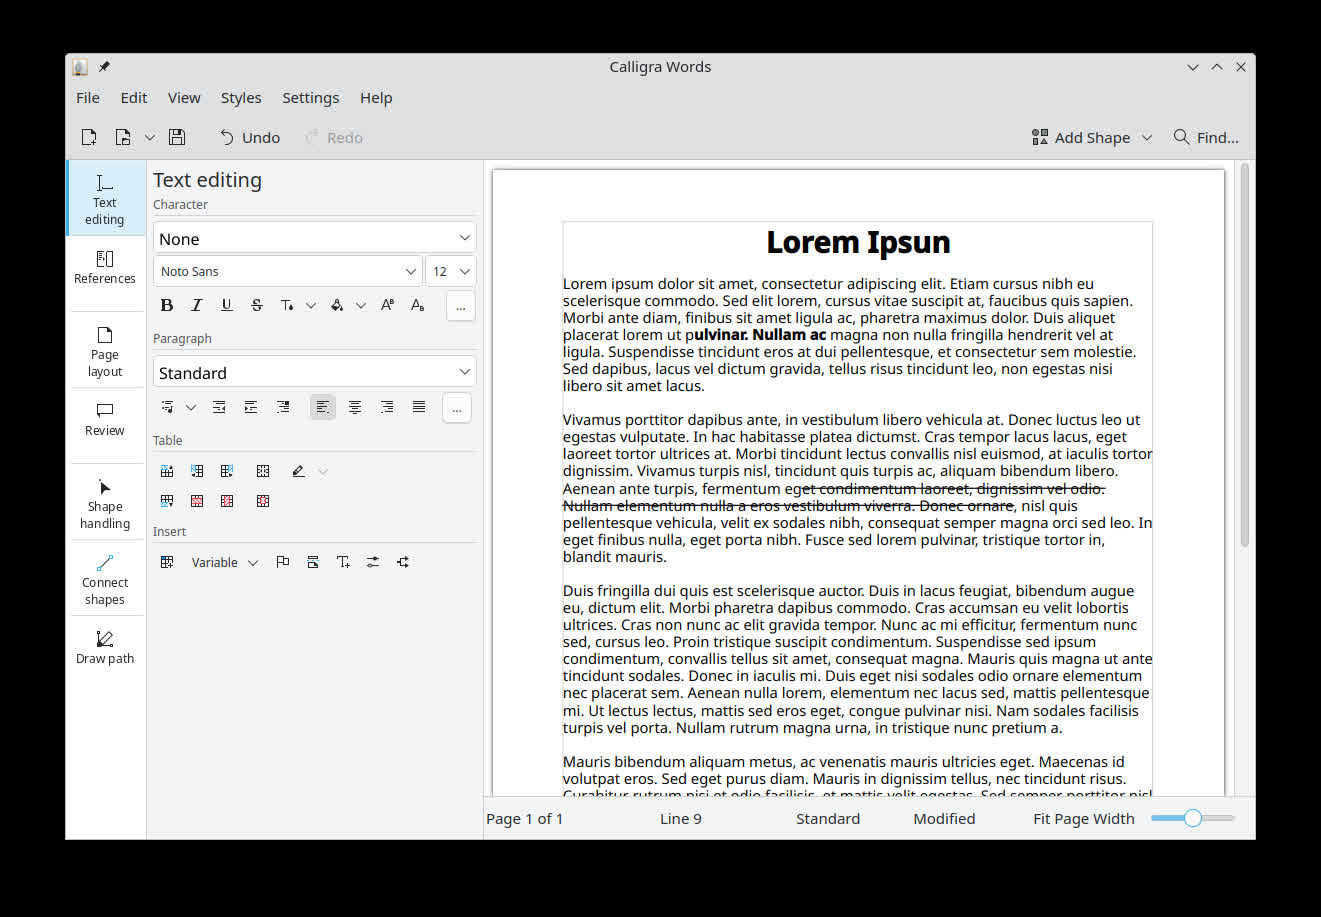 Calligra Words
File Edit View Styles Settings Help
Undo Redo Add Shape Find...
Text editing
References
Page layout
Review
Shape handling
Connect shapes
Draw path
Text editing
Character
None
Noto Sans 12
B I U S
...
Paragraph
Standard
...
Table
Insert
Variable
Lorem Ipsun
Lorem ipsum dolor sit amet, consectetur adipiscing elit. Etiam cursus nibh eu
scelerisque commodo. Sed elit lorem, cursus vitae suscipit at, faucibus quis sapien.
Morbi ante diam, finibus sit amet ligula ac, pharetra maximus dolor. Duis aliquet
placerat lorem ut pulvinar. Nullam ac magna non nulla fringilla hendrerit vel at
ligula. Suspendisse tincidunt eros at dui pellentesque, et consectetur sem molestie.
Sed dapibus, lacus vel dictum gravida, tellus risus tincidunt leo, non egestas nisi
libero sit amet lacus.
Vivamus porttitor dapibus ante, in vestibulum libero vehicula at. Donec luctus leo ut
egestas vulputate. In hac habitasse platea dictumst. Cras tempor lacus lacus, eget
laoreet tortor ultrices at. Morbi tincidunt lectus convallis nisl euismod, at iaculis tortor
dignissim. Vivamus turpis nisl, tincidunt quis turpis ac, aliquam bibendum libero.
Aenean ante turpis, fermentum eget condimentum laoreet, dignissim vel odio.
Nullam elementum nulla a eros vestibulum viverra. Donec ornare, nisl quis
pellentesque vehicula, velit ex sodales nibh, consequat semper magna orci sed leo. In
eget finibus nulla, eget porta nibh. Fusce sed lorem pulvinar, tristique tortor in,
blandit mauris.
Duis fringilla dui quis est scelerisque auctor. Duis in lacus feugiat, bibendum augue
eu, dictum elit. Morbi pharetra dapibus commodo. Cras accumsan eu velit lobortis
ultrices. Cras non nunc ac elit gravida tempor. Nunc ac mi efficitur, fermentum nunc
sed, cursus leo. Proin tristique suscipit condimentum. Suspendisse sed ipsum
condimentum, convallis tellus sit amet, consequat magna. Mauris quis magna ut ante
tincidunt sodales. Donec in iaculis mi. Duis eget nisi sodales odio ornare elementum
nec placerat sem. Aenean nulla lorem, elementum nec lacus sed, mattis pellentesque
mi. Ut lectus lectus, mattis sed eros eget, congue pulvinar nisi. Nam sodales facilisis
turpis vel porta. Nullam rutrum magna urna, in tristique nunc pretium a.
Mauris bibendum aliquam metus, ac venenatis mauris ultricies eget. Maecenas id
volutpat eros. Sed eget purus diam. Mauris in dignissim tellus, nec tincidunt risus.
Curabitur rutrum nisi et odio facilisis, et mattis velit egestas. Sed semper porttitor nisl
Page 1 of 1 Line 9 Standard Modified Fit Page Width